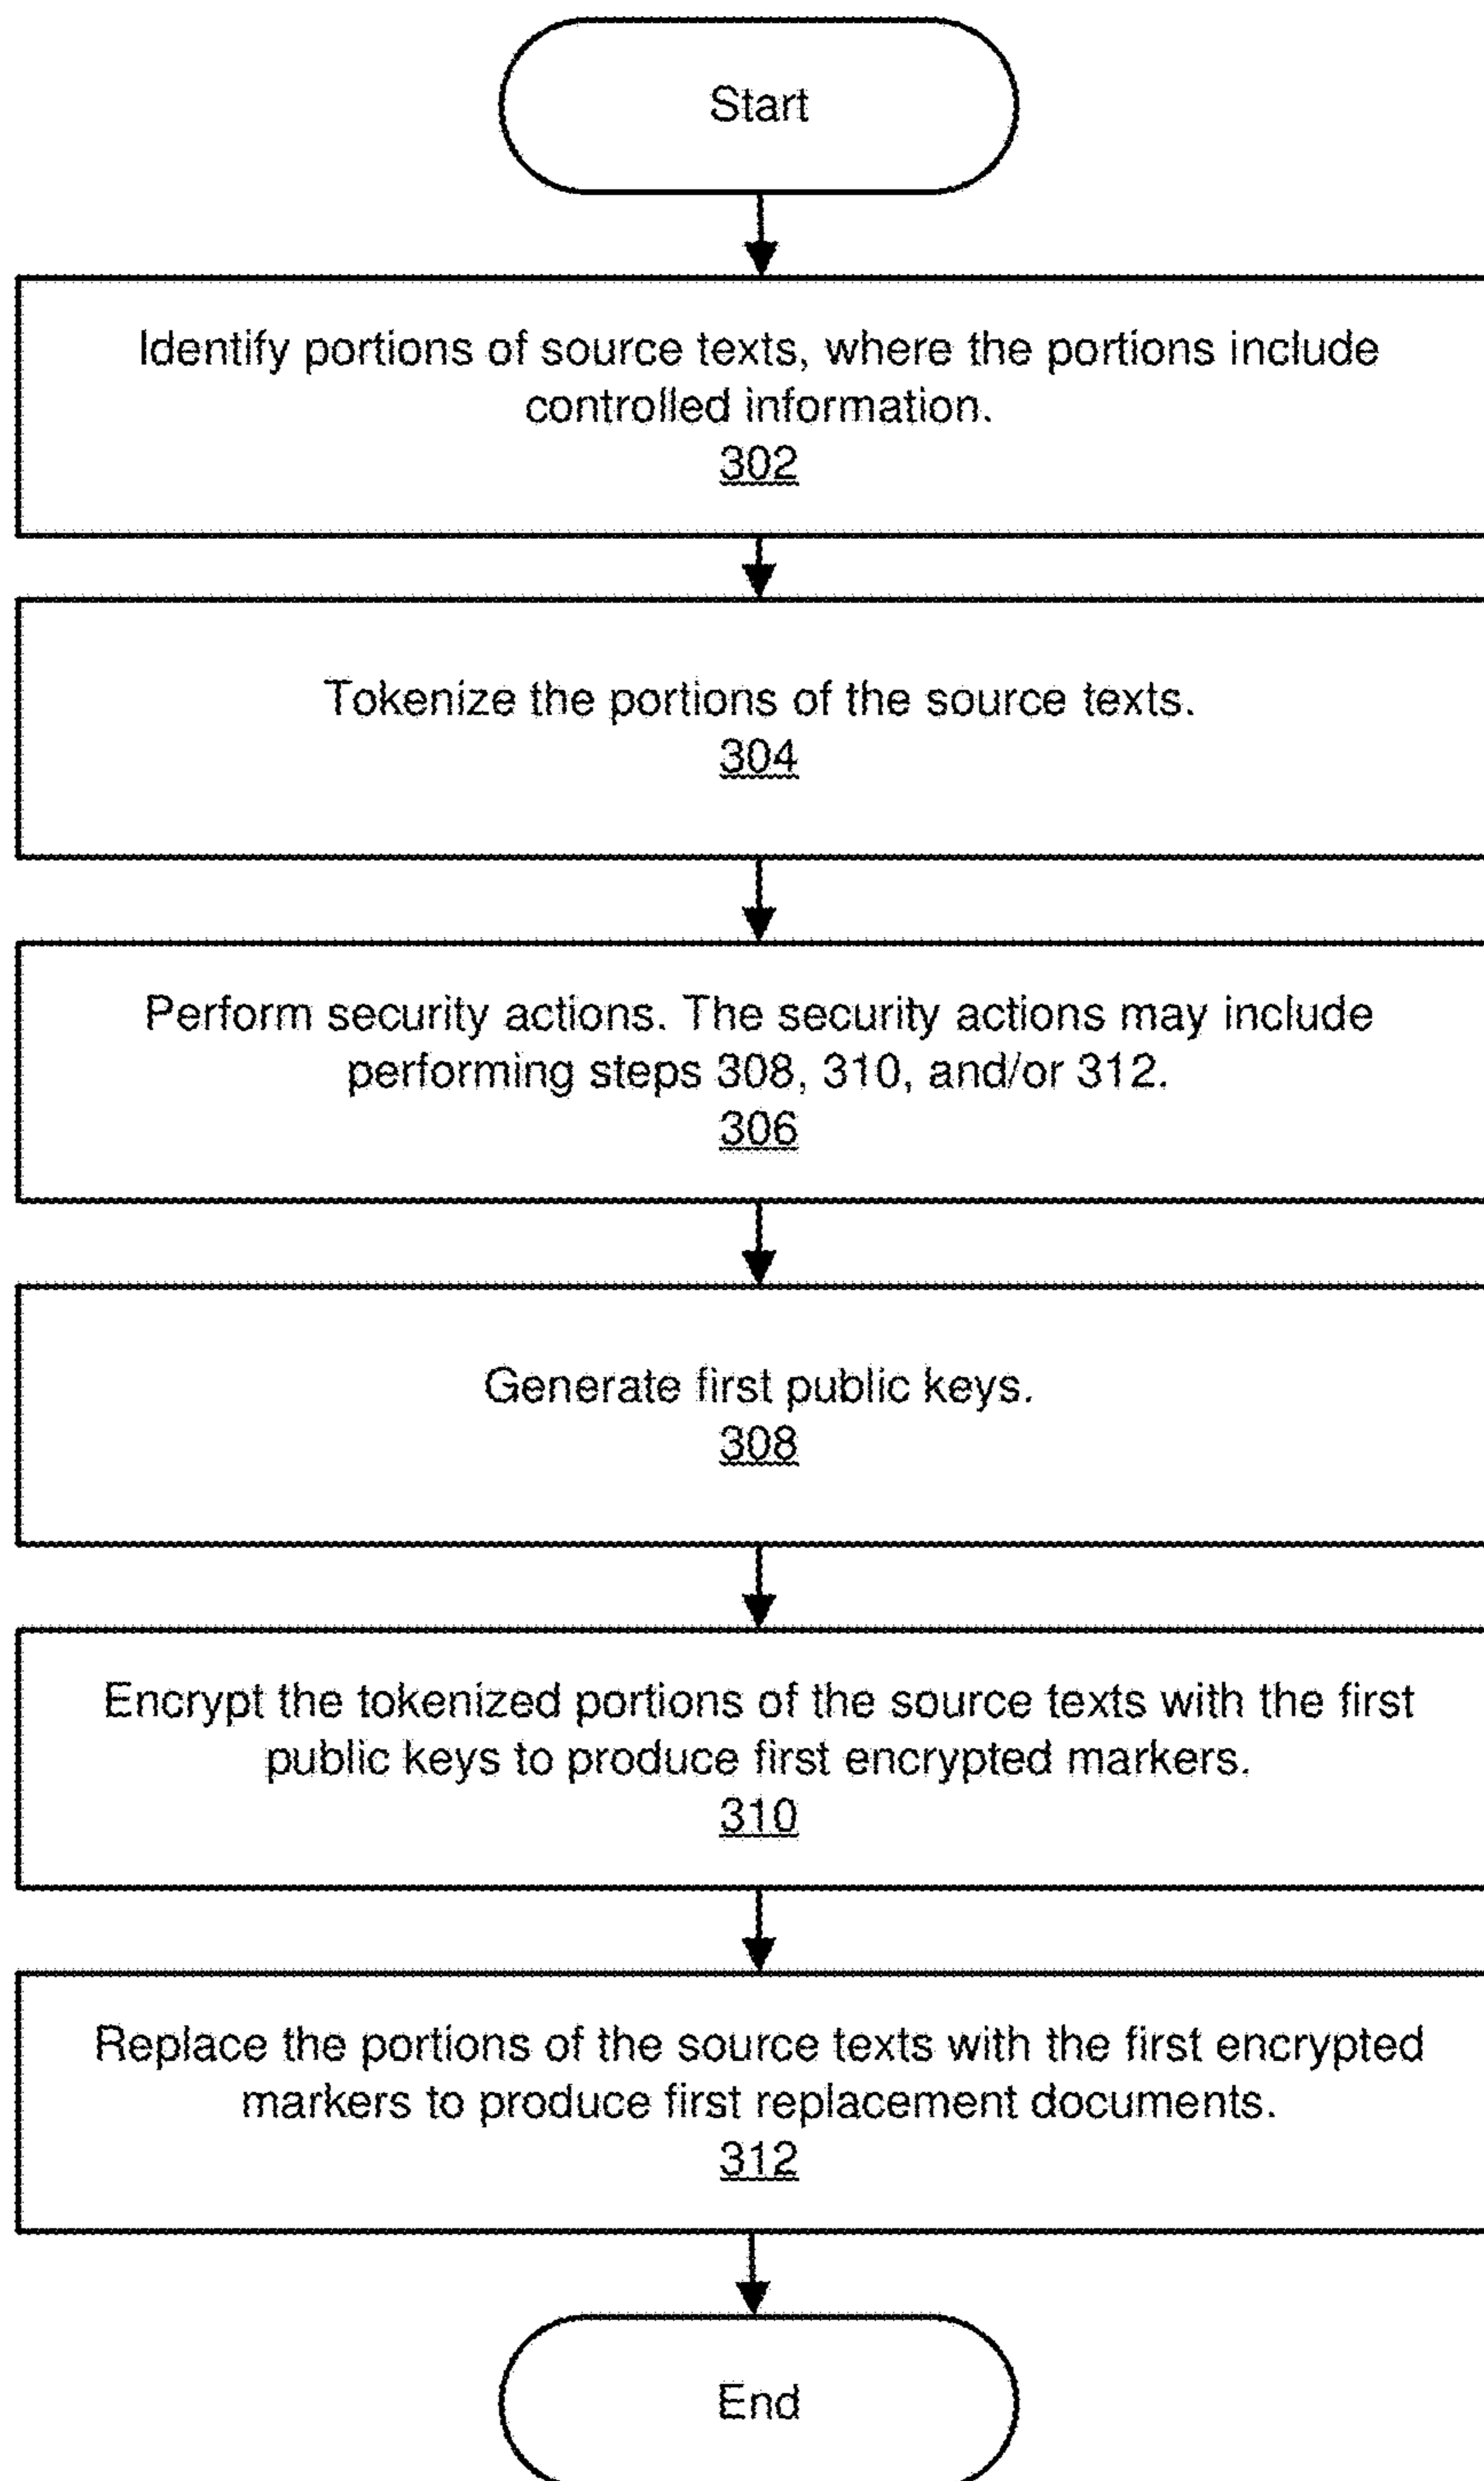 Start
Identify portions of source texts, where the portions include
controlled information.
302
Tokenize the portions of the source texts.
304
Perform security actions. The security actions may include
performing steps 308, 310, and/or 312.
306
Generate first public keys.
308
Encrypt the tokenized portions of the source texts with the first
public keys to produce first encrypted markers.
310
Replace the portions of the source texts with the first encrypted
markers to produce first replacement documents.
312
End